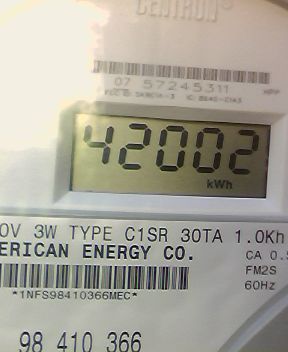 CENTRON®
07 57245311
42002
kWh
0V 3W TYPE C1SR 30TA 1.0Kh
ERICAN ENERGY CO.
CA 0.5
FM2S
*1NFS98410366MEC*
60Hz
98 410 366